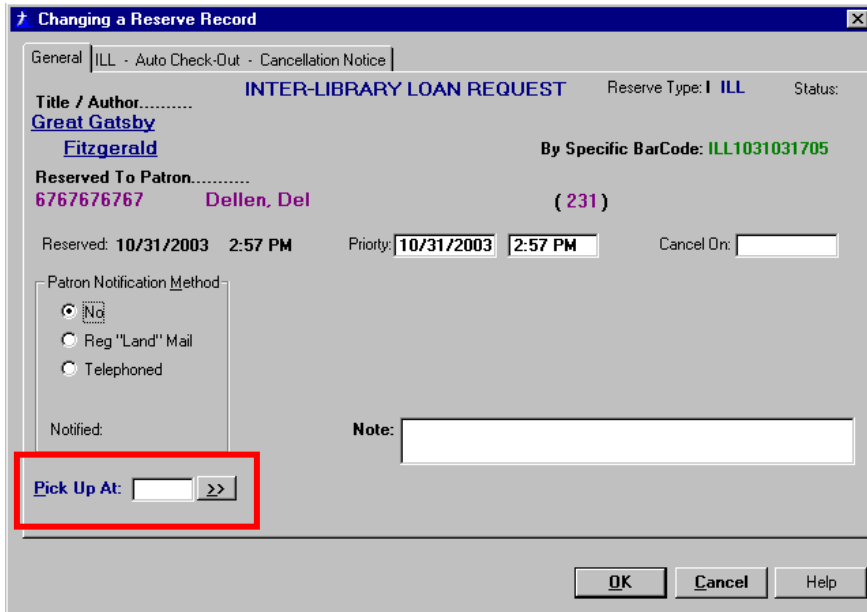 Changing a Reserve Record
General ILL - Auto Check-Out - Cancellation Notice
INTER-LIBRARY LOAN REQUEST Reserve Type: I ILL Status:
Title / Author..........
Great Gatsby
Fitzgerald By Specific BarCode: ILL1031031705
Reserved To Patron...........
6767676767 Dellen, Del ( 231 )
Reserved: 10/31/2003 2:57 PM Priorty: 10/31/2003 2:57 PM Cancel On:
Patron Notification Method
No
Reg "Land" Mail
Telephoned
Notified: Note:
Pick Up At: >>
OK Cancel Help